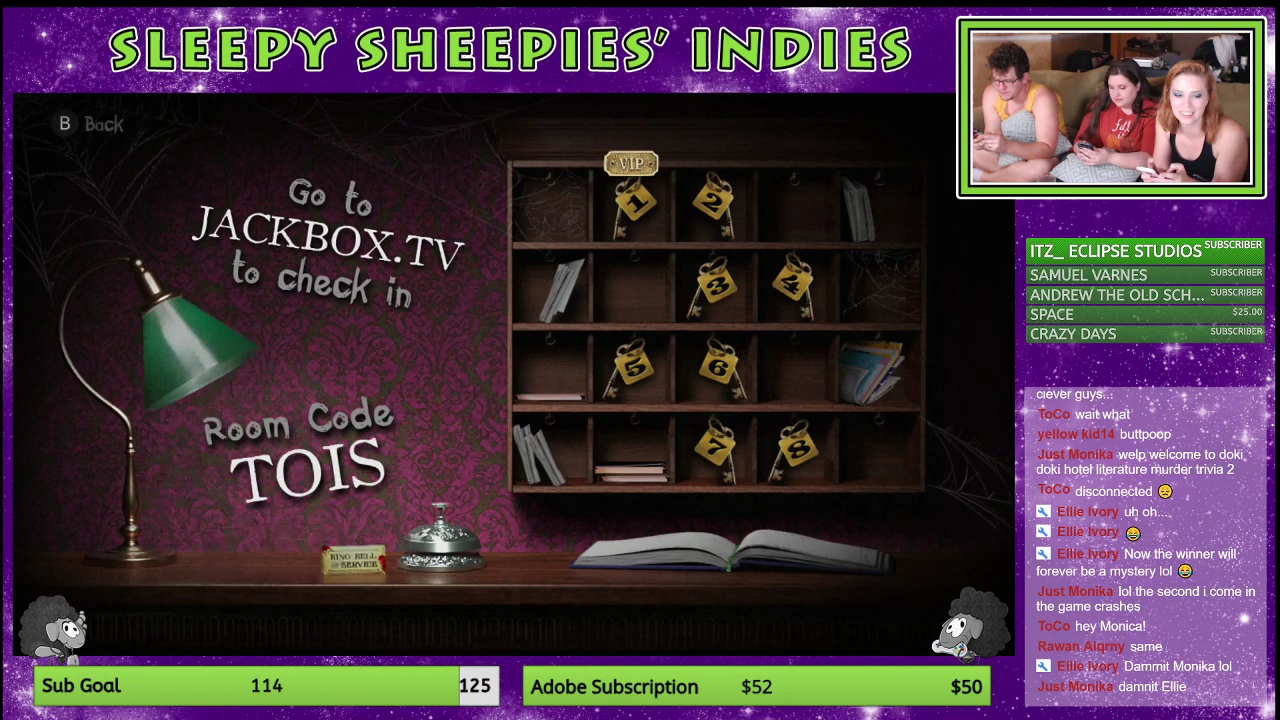 SLEEPY SHEEPIES' INDIES
B Back
Go to
JACKBOX.TV
to check in
Room Code
TOIS
VIP
1 2
3 4
5 6
7 8
RING BELL
FOR SERVICE
ITZ_ ECLIPSE STUDIOS SUBSCRIBER
SAMUEL VARNES SUBSCRIBER
ANDREW THE OLD SCH... SUBSCRIBER
SPACE $25.00
CRAZY DAYS SUBSCRIBER
clever guys...
ToCo wait what
yellow kid14 buttpoop
Just Monika welp welcome to doki
doki hotel literature murder trivia 2
ToCo disconnected 😞
Ellie Ivory uh oh...
Ellie Ivory 😅
Ellie Ivory Now the winner will
forever be a mystery lol 😅
Just Monika lol the second i come in
the game crashes
ToCo hey Monica!
Rawan Alqrny same
Ellie Ivory Dammit Monika lol
Just Monika damnit Ellie
Sub Goal 114 125
Adobe Subscription $52 $50